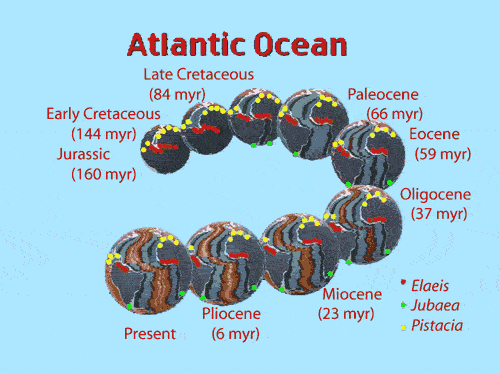 Atlantic Ocean
Late Cretaceous
(84 myr)
Early Cretaceous
(144 myr)
Jurassic
(160 myr)
Paleocene
(66 myr)
Eocene
(59 myr)
Oligocene
(37 myr)
Miocene
(23 myr)
Pliocene
(6 myr)
Present
Elaeis
Jubaea
Pistacia